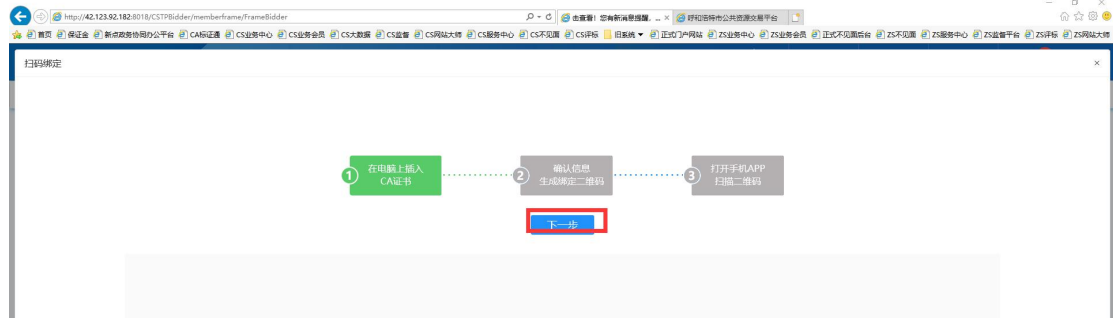 http://42.123.92.182:8018/CSTPBidder/memberframe/FrameBidder
击查看！您有新消息提醒。... × 呼和浩特市公共资源交易平台
首页 保证金 新点政务协同办公平台 CA标证通 CS业务中心 CS业务会员 CS大数据 CS监督 CS网站大师 CS服务中心 CS不见面 CS评标 旧系统 正式门户网站 ZS业务中心 ZS业务会员 正式不见面后台 ZS不见面 ZS服务中心 ZS监督平台 ZS评标 ZS网站大师
扫码绑定 ×
1 在电脑上插入
CA证书
2 确认信息
生成绑定二维码
3 打开手机APP
扫描二维码
下一步